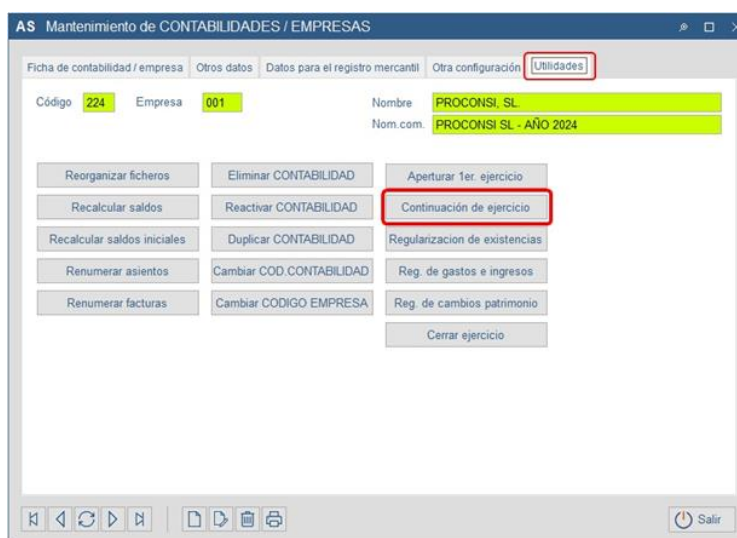 AS Mantenimiento de CONTABILIDADES / EMPRESAS
Ficha de contabilidad / empresa Otros datos Datos para el registro mercantil Otra configuración Utilidades
Código 224 Empresa 001 Nombre PROCONSI, SL.
Nom.com. PROCONSI SL - AÑO 2024
Reorganizar ficheros Eliminar CONTABILIDAD Aperturar 1er. ejercicio
Recalcular saldos Reactivar CONTABILIDAD Continuación de ejercicio
Recalcular saldos iniciales Duplicar CONTABILIDAD Regularizacion de existencias
Renumerar asientos Cambiar COD.CONTABILIDAD Reg. de gastos e ingresos
Renumerar facturas Cambiar CODIGO EMPRESA Reg. de cambios patrimonio
Cerrar ejercicio
Salir